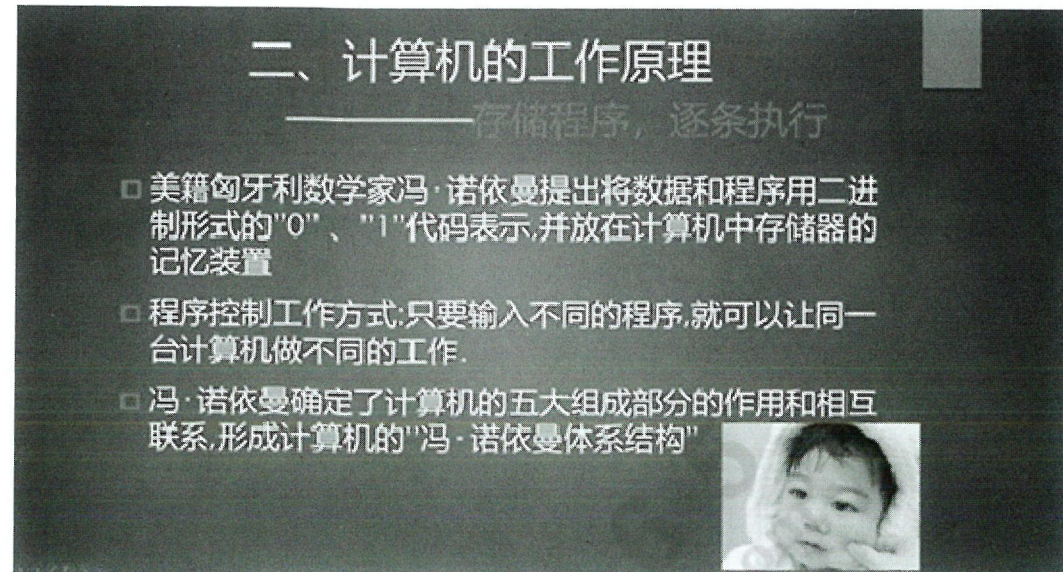 二、计算机的工作原理
存储程序，逐条执行
美籍匈牙利数学家冯·诺依曼提出将数据和程序用二进
制形式的"0"、"1"代码表示,并放在计算机中存储器的
记忆装置
程序控制工作方式:只要输入不同的程序,就可以让同一
台计算机做不同的工作.
冯·诺依曼确定了计算机的五大组成部分的作用和相互
联系,形成计算机的"冯·诺依曼体系结构"